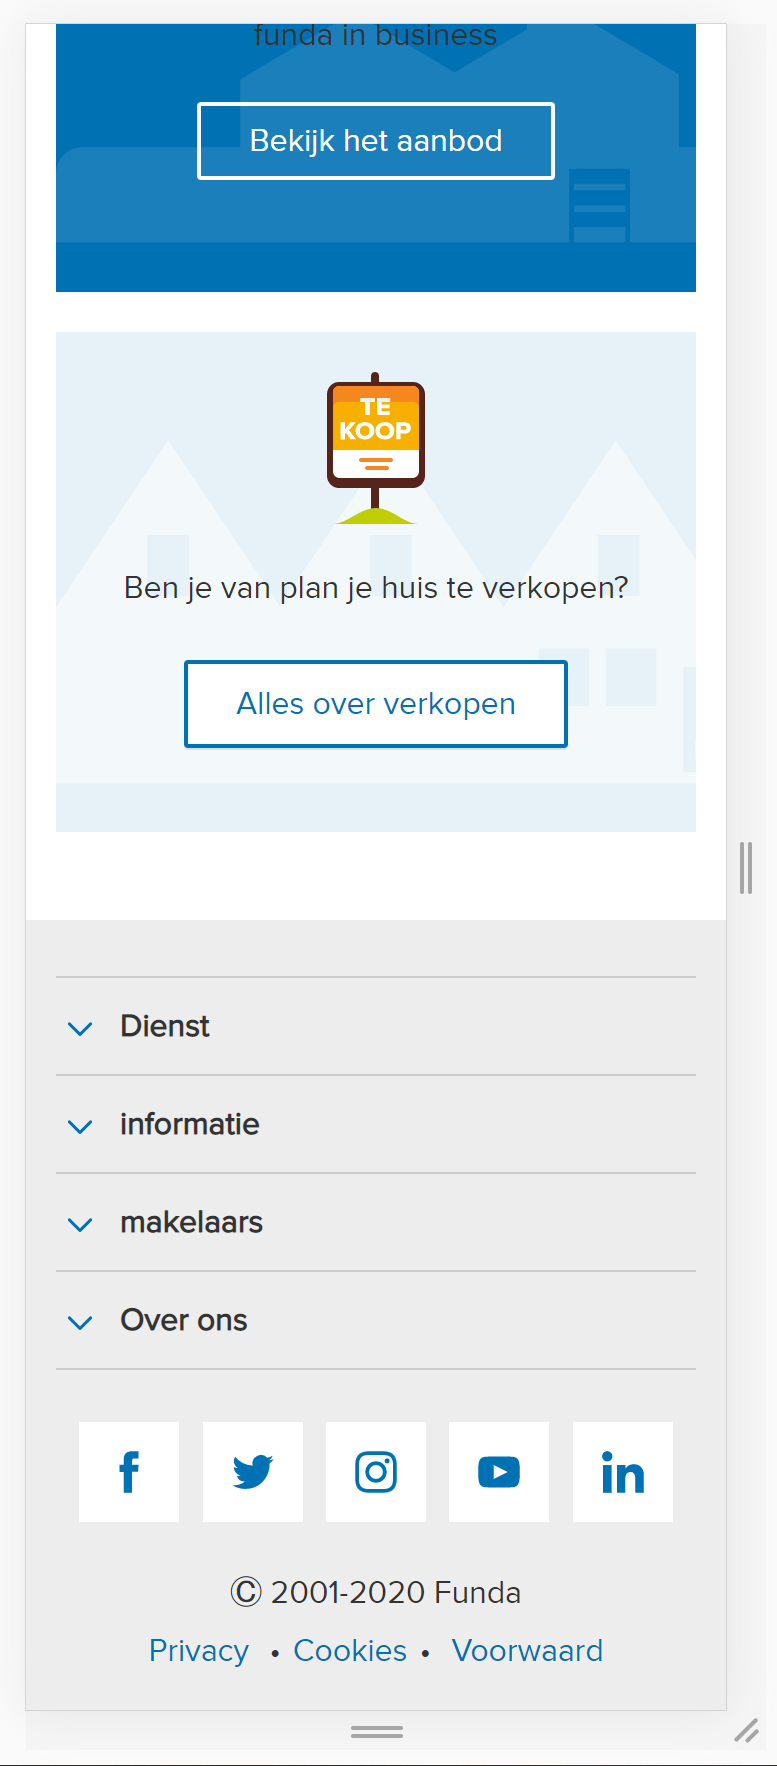 funda in business
Bekijk het aanbod
TE
KOOP
Ben je van plan je huis te verkopen?
Alles over verkopen
Dienst
informatie
makelaars
Over ons
© 2001-2020 Funda
Privacy • Cookies • Voorwaard